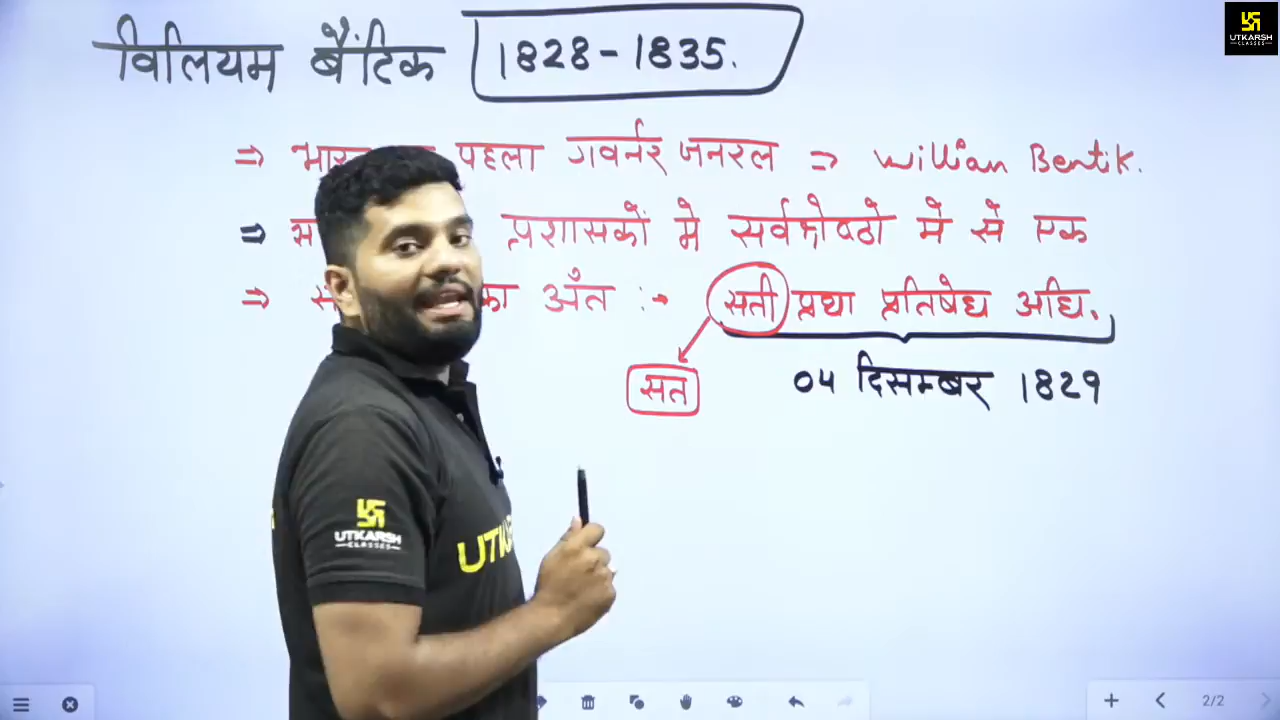 विलियम बैंटिक 1828-1835.
UTKARSH
CLASSES
⇒ पहला गवर्नर जनरल ⇒ Willian Bentik.
⇒ प्रशासकों मे सर्वश्रेष्ठो में से एक
⇒ का अंत :→ सती प्रथा प्रतिषेध अधि.
सत 04 दिसम्बर 1829
UTKARSH
CLASSES
2/2